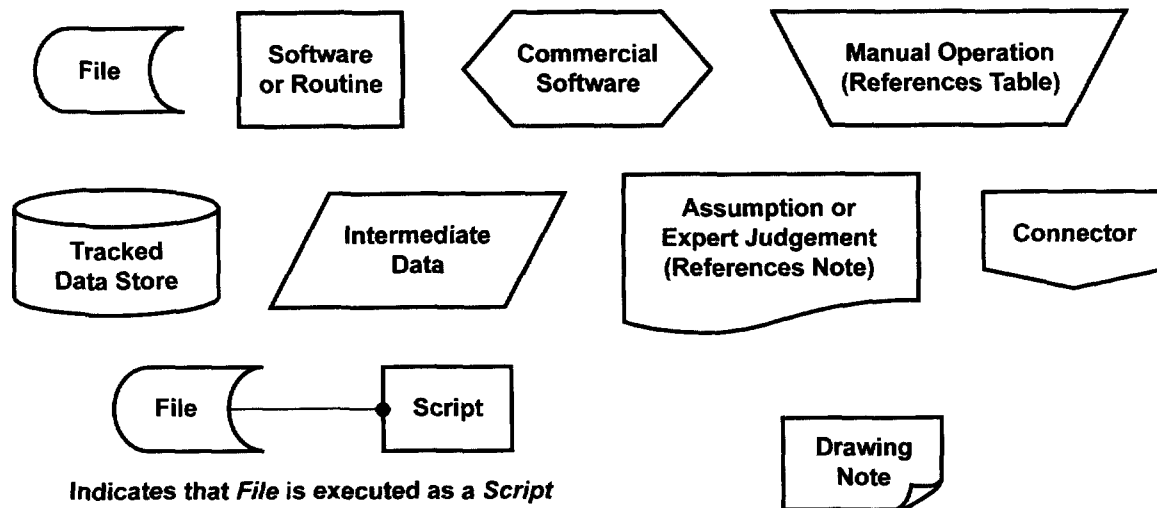 File
Software
or Routine
Commercial
Software
Manual Operation
(References Table)
Tracked
Data Store
Intermediate
Data
Assumption or
Expert Judgement
(References Note)
Connector
File
Script
Indicates that File is executed as a Script
Drawing
Note